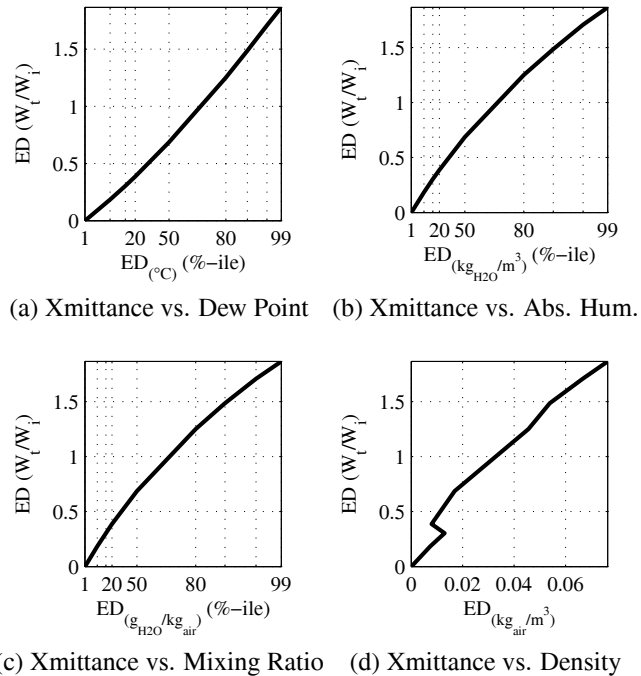 1.5
1
0.5
0
ED (W_t/W_i)
1 20 50 80 99
ED_(°C) (%-ile)
(a) Xmittance vs. Dew Point
1.5
1
0.5
0
ED (W_t/W_i)
1 20 50 80 99
ED_(kg_H2O/m^3) (%-ile)
(b) Xmittance vs. Abs. Hum.
1.5
1
0.5
0
ED (W_t/W_i)
1 20 50 80 99
ED_(g_H2O/kg_air) (%-ile)
(c) Xmittance vs. Mixing Ratio
1.5
1
0.5
0
ED (W_t/W_i)
0 0.02 0.04 0.06
ED_(kg_air/m^3)
(d) Xmittance vs. Density